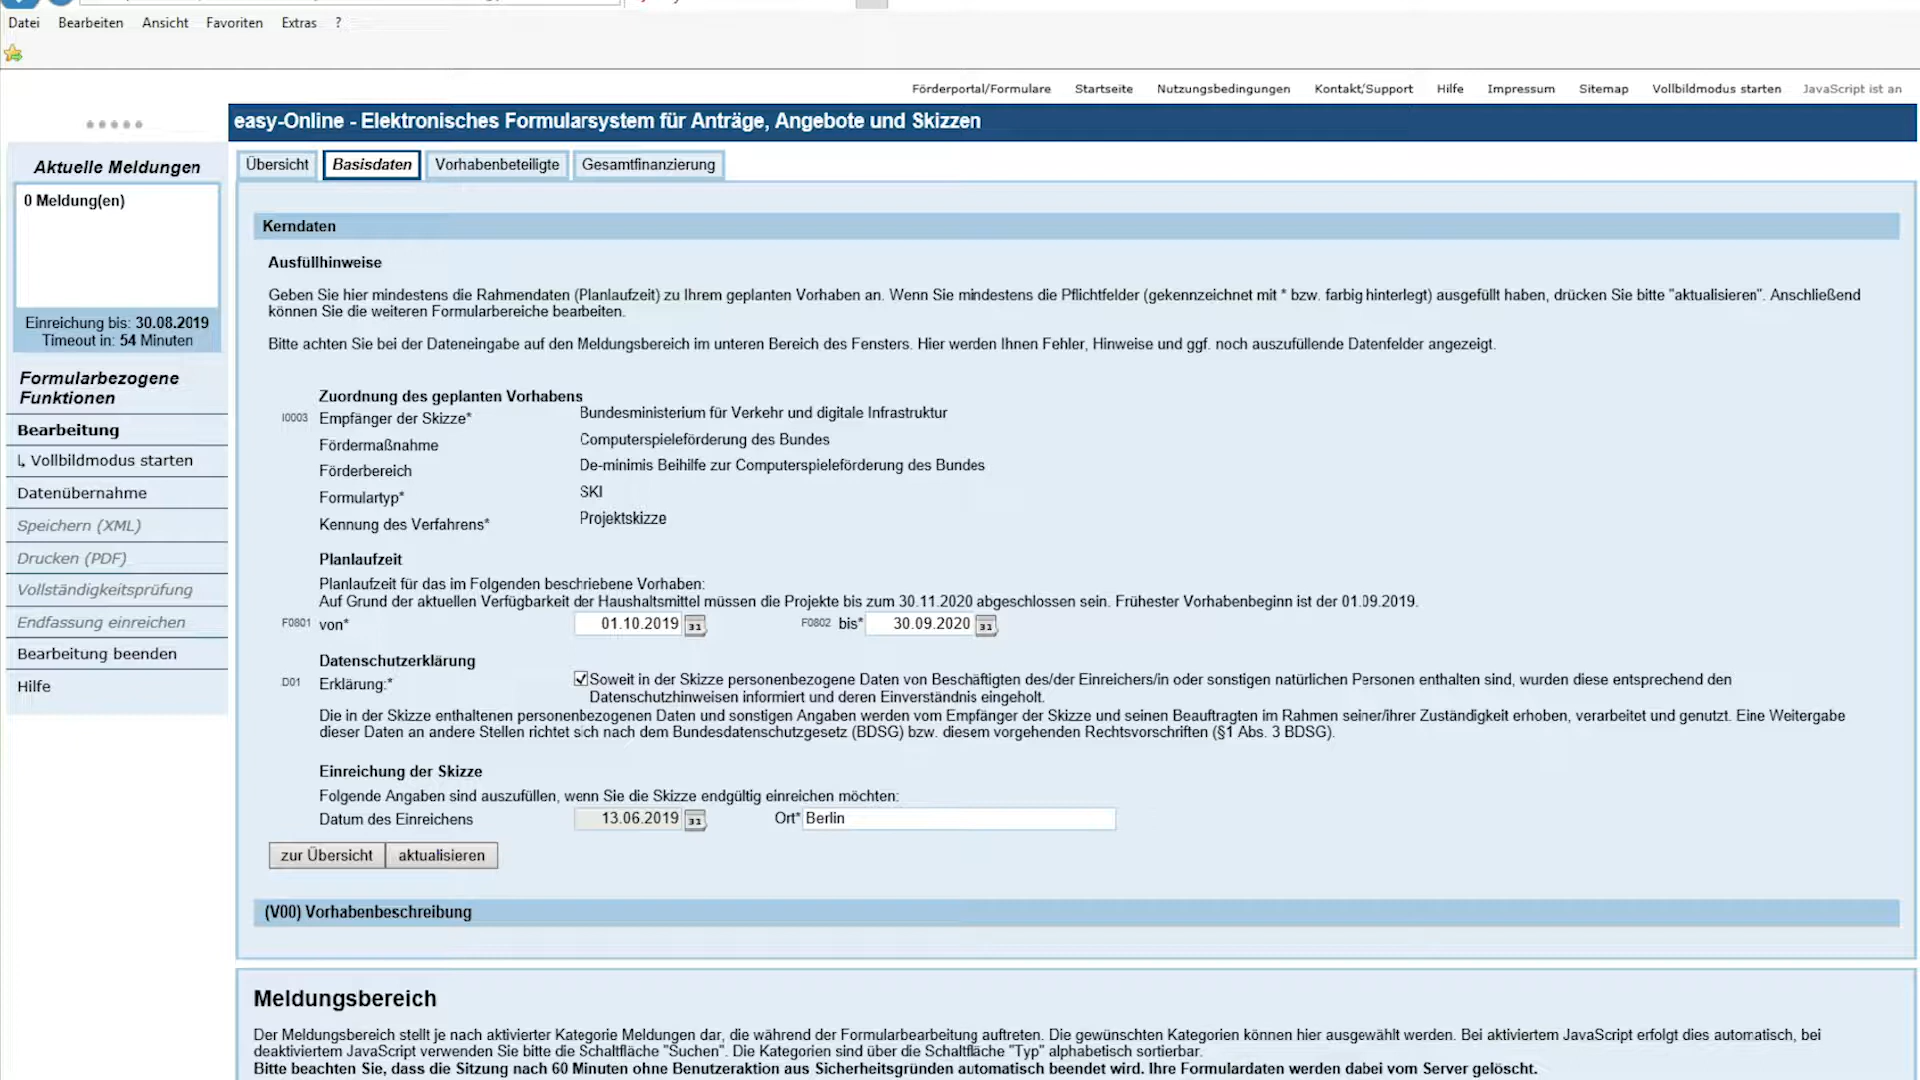 Datei Bearbeiten Ansicht Favoriten Extras ?
Förderportal/Formulare Startseite Nutzungsbedingungen Kontakt/Support Hilfe Impressum Sitemap Vollbildmodus starten JavaScript ist an
easy-Online - Elektronisches Formularsystem für Anträge, Angebote und Skizzen
Aktuelle Meldungen
0 Meldung(en)
Einreichung bis: 30.08.2019
Timeout in: 54 Minuten
Formularbezogene
Funktionen
Bearbeitung
Vollbildmodus starten
Datenübernahme
Speichern (XML)
Drucken (PDF)
Vollständigkeitsprüfung
Endfassung einreichen
Bearbeitung beenden
Hilfe
Übersicht Basisdaten Vorhabenbeteiligte Gesamtfinanzierung
Kerndaten
Ausfüllhinweise
Geben Sie hier mindestens die Rahmendaten (Planlaufzeit) zu Ihrem geplanten Vorhaben an. Wenn Sie mindestens die Pflichtfelder (gekennzeichnet mit * bzw. farbig hinterlegt) ausgefüllt haben, drücken Sie bitte "aktualisieren". Anschließend
können Sie die weiteren Formularbereiche bearbeiten.
Bitte achten Sie bei der Dateneingabe auf den Meldungsbereich im unteren Bereich des Fensters. Hier werden Ihnen Fehler, Hinweise und ggf. noch auszufüllende Datenfelder angezeigt.
Zuordnung des geplanten Vorhabens
I0003 Empfänger der Skizze* Bundesministerium für Verkehr und digitale Infrastruktur
Fördermaßnahme Computerspieleförderung des Bundes
Förderbereich De-minimis Beihilfe zur Computerspieleförderung des Bundes
Formulartyp* SKI
Kennung des Verfahrens* Projektskizze
Planlaufzeit
Planlaufzeit für das im Folgenden beschriebene Vorhaben:
Auf Grund der aktuellen Verfügbarkeit der Haushaltsmittel müssen die Projekte bis zum 30.11.2020 abgeschlossen sein. Frühester Vorhabenbeginn ist der 01.09.2019.
F0801 von* 01.10.2019 31 F0802 bis* 30.09.2020 31
Datenschutzerklärung
D01 Erklärung:* Soweit in der Skizze personenbezogene Daten von Beschäftigten des/der Einreichers/in oder sonstigen natürlichen Personen enthalten sind, wurden diese entsprechend den
Datenschutzhinweisen informiert und deren Einverständnis eingeholt.
Die in der Skizze enthaltenen personenbezogenen Daten und sonstigen Angaben werden vom Empfänger der Skizze und seinen Beauftragten im Rahmen seiner/ihrer Zuständigkeit erhoben, verarbeitet und genutzt. Eine Weitergabe
dieser Daten an andere Stellen richtet sich nach dem Bundesdatenschutzgesetz (BDSG) bzw. diesem vorgehenden Rechtsvorschriften (§1 Abs. 3 BDSG).
Einreichung der Skizze
Folgende Angaben sind auszufüllen, wenn Sie die Skizze endgültig einreichen möchten:
Datum des Einreichens 13.06.2019 31 Ort* Berlin
zur Übersicht aktualisieren
(V00) Vorhabenbeschreibung
Meldungsbereich
Der Meldungsbereich stellt je nach aktivierter Kategorie Meldungen dar, die während der Formularbearbeitung auftreten. Die gewünschten Kategorien können hier ausgewählt werden. Bei aktiviertem JavaScript erfolgt dies automatisch, bei
deaktiviertem JavaScript verwenden Sie bitte die Schaltfläche "Suchen". Die Kategorien sind über die Schaltfläche "Typ" alphabetisch sortierbar.
Bitte beachten Sie, dass die Sitzung nach 60 Minuten ohne Benutzeraktion aus Sicherheitsgründen automatisch beendet wird. Ihre Formulardaten werden dabei vom Server gelöscht.